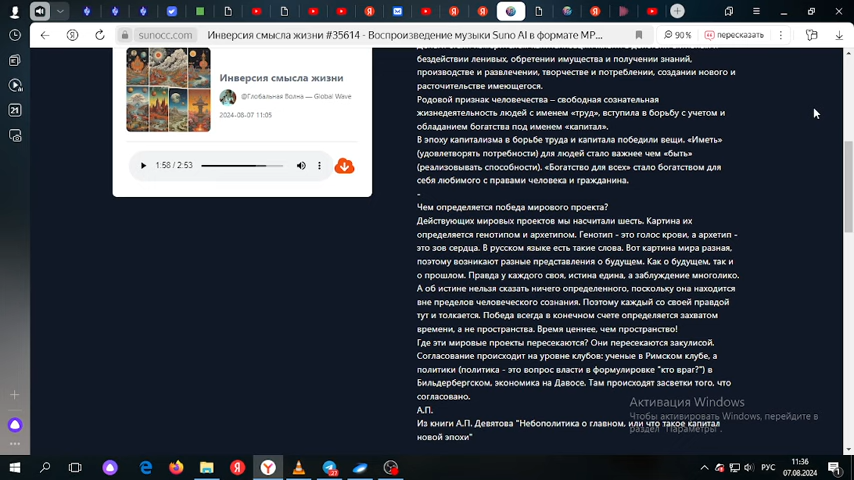 sunocc.com
Инверсия смысла жизни #35614 - Воспроизведение музыки Suno AI в формате MP...
90%
пересказать
бездействии ленивых, обретении имущества и получении знаний,
производстве и развлечении, творчестве и потреблении, создании нового и
расточительстве имеющегося.
Родовой признак человечества – свободная сознательная
жизнедеятельность людей с именем «труд», вступила в борьбу с учетом и
обладанием богатства под именем «капитал».
В эпоху капитализма в борьбе труда и капитала победили вещи. «Иметь»
(удовлетворять потребности) для людей стало важнее чем «быть»
(реализовывать способности). «Богатство для всех» стало богатством для
себя любимого с правами человека и гражданина.
-
Чем определяется победа мирового проекта?
Действующих мировых проектов мы насчитали шесть. Картина их
определяется генотипом и архетипом. Генотип - это голос крови, а архетип -
это зов сердца. В русском языке есть такие слова. Вот картина мира разная,
поэтому возникают разные представления о будущем. Как о будущем, так и
о прошлом. Правда у каждого своя, истина едина, а заблуждение многолико.
А об истине нельзя сказать ничего определенного, поскольку она находится
вне пределов человеческого сознания. Поэтому каждый со своей правдой
тут и толкается. Победа всегда в конечном счете определяется захватом
времени, а не пространства. Время ценнее, чем пространство!
Где эти мировые проекты пересекаются? Они пересекаются закулисой.
Согласование происходит на уровне клубов: ученые в Римском клубе, а
политики (политика - это вопрос власти в формулировке "кто враг?") в
Бильдербергском, экономика на Давосе. Там происходят засветки того, что
согласовано.
А.П.
Из книги А.П. Девятова "Небополитика о главном, или что такое капитал
новой эпохи"
Инверсия смысла жизни
@Глобальная Волна — Global Wave
2024-08-07 11:05
1:58 / 2:53
Активация Windows
Чтобы активировать Windows, перейдите в
раздел "Параметры".
РУС
11:36
07.08.2024